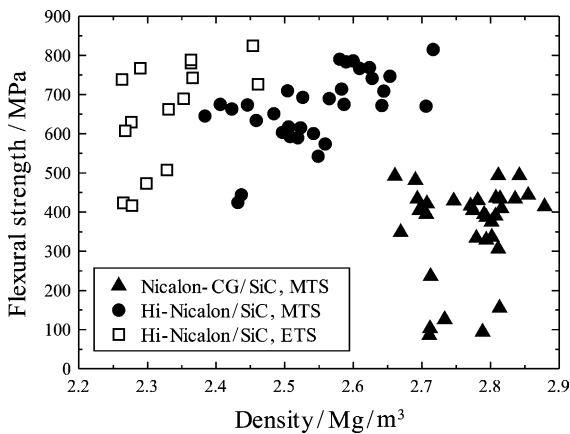 900
800
700
600
500
400
300
200
100
0
Flexural strength / MPa
Nicalon-CG/SiC, MTS
Hi-Nicalon/SiC, MTS
Hi-Nicalon/SiC, ETS
2.2 2.3 2.4 2.5 2.6 2.7 2.8 2.9
Density/Mg/m³